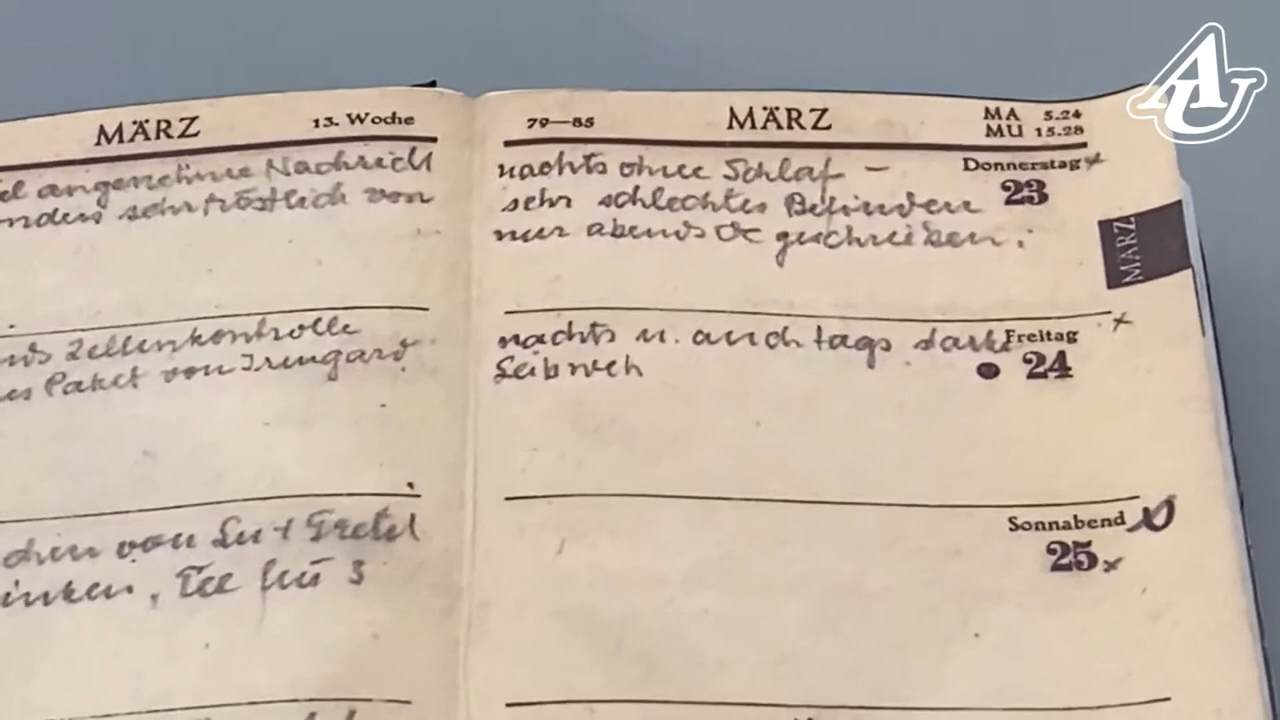 AU
MÄRZ 13. Woche
angenehme Nachricht
sehr tröstlich von
Zellenkontrolle
Paket von Irmgard
von Lu + Gretel
Tee für 3
79—85 MÄRZ MA 5.24
MU 15.28
Donnerstag
23
nachts ohne Schlaf —
sehr schlechtes Befinden
nur abends geschrieben.
MÄRZ
Freitag
24
nachts u. auch tags stark
Leibweh
Sonnabend
25